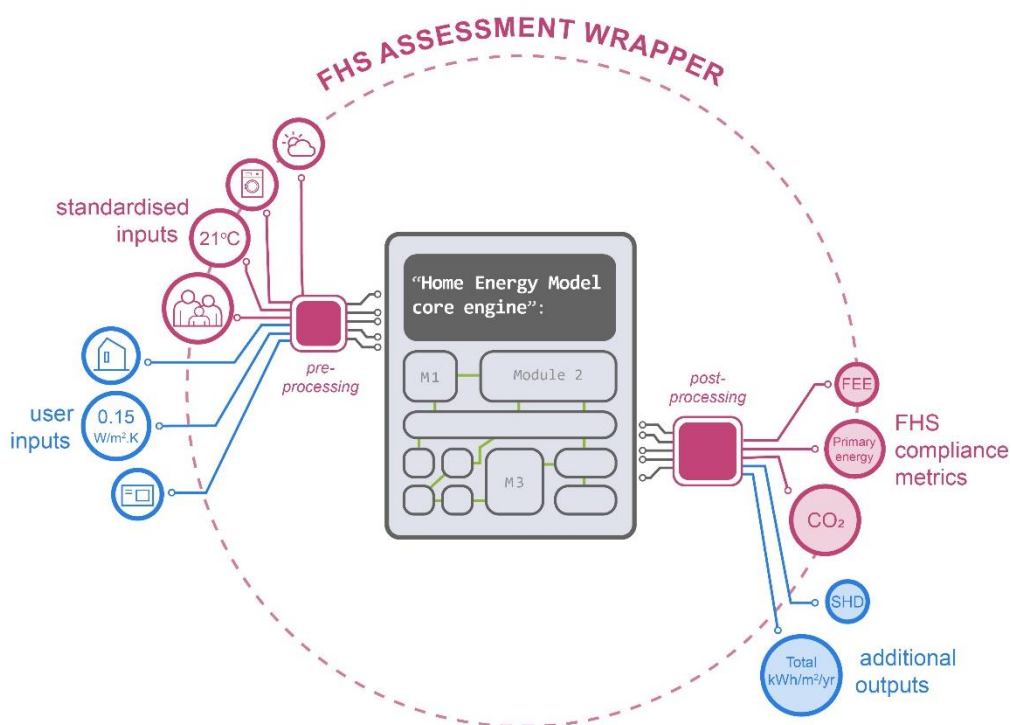 FHS ASSESSMENT WRAPPER
standardised
inputs
21°C
user
inputs
0.15
W/m².K
pre-
processing
“Home Energy Model
core engine”:
M1
Module 2
M3
post-
processing
FEE
Primary
energy
CO₂
FHS
compliance
metrics
SHD
Total
kWh/m²/yr
additional
outputs